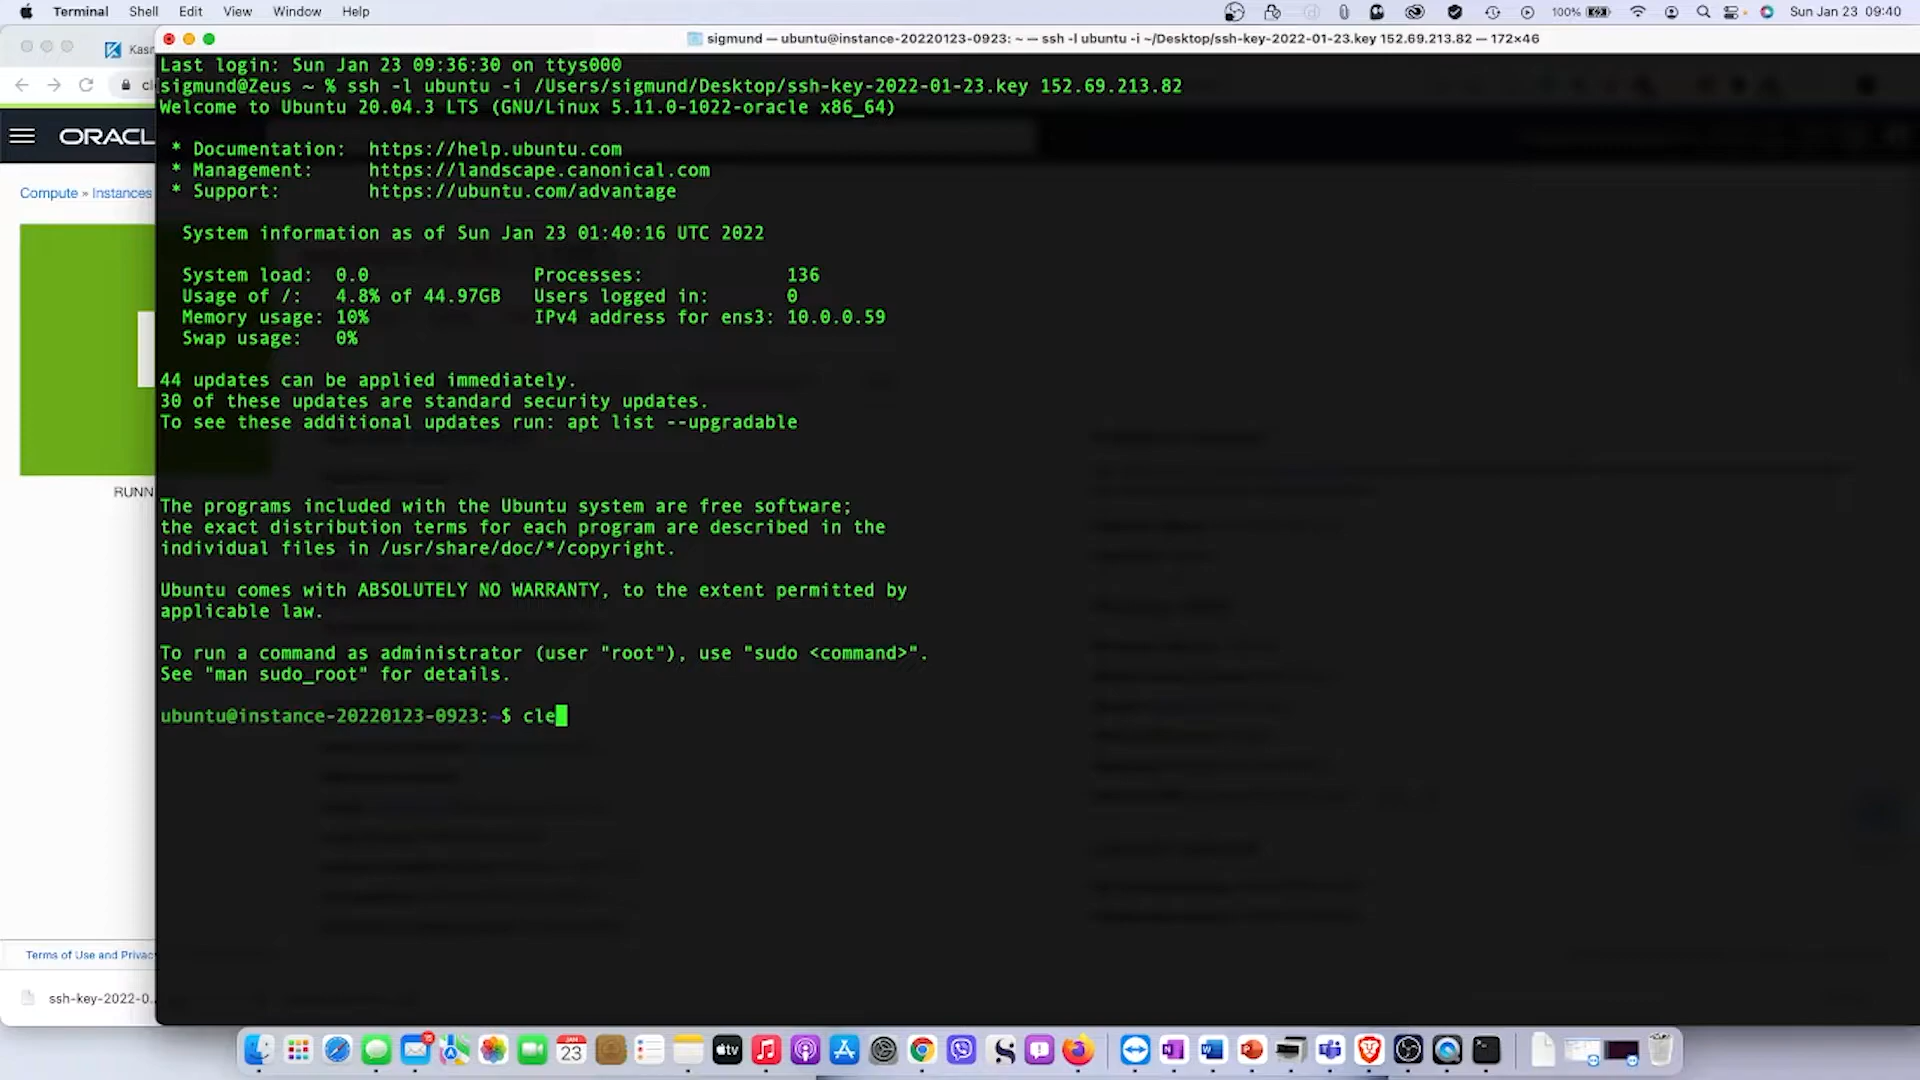 Terminal Shell Edit View Window Help
100% Sun Jan 23 09:40
Kasm
sigmund — ubuntu@instance-20220123-0923: ~ — ssh -l ubuntu -i ~/Desktop/ssh-key-2022-01-23.key 152.69.213.82 — 172×46
Last login: Sun Jan 23 09:36:30 on ttys000
sigmund@Zeus ~ % ssh -l ubuntu -i /Users/sigmund/Desktop/ssh-key-2022-01-23.key 152.69.213.82
Welcome to Ubuntu 20.04.3 LTS (GNU/Linux 5.11.0-1022-oracle x86_64)
ORACL
* Documentation: https://help.ubuntu.com
* Management: https://landscape.canonical.com
* Support: https://ubuntu.com/advantage
Compute » Instances
System information as of Sun Jan 23 01:40:16 UTC 2022
System load: 0.0 Processes: 136
Usage of /: 4.8% of 44.97GB Users logged in: 0
Memory usage: 10% IPv4 address for ens3: 10.0.0.59
Swap usage: 0%
44 updates can be applied immediately.
30 of these updates are standard security updates.
To see these additional updates run: apt list --upgradable
RUNN
The programs included with the Ubuntu system are free software;
the exact distribution terms for each program are described in the
individual files in /usr/share/doc/*/copyright.
Ubuntu comes with ABSOLUTELY NO WARRANTY, to the extent permitted by
applicable law.
To run a command as administrator (user "root"), use "sudo <command>".
See "man sudo_root" for details.
ubuntu@instance-20220123-0923:~$ cle
Terms of Use and Privacy
ssh-key-2022-0...
JAN
23
tv